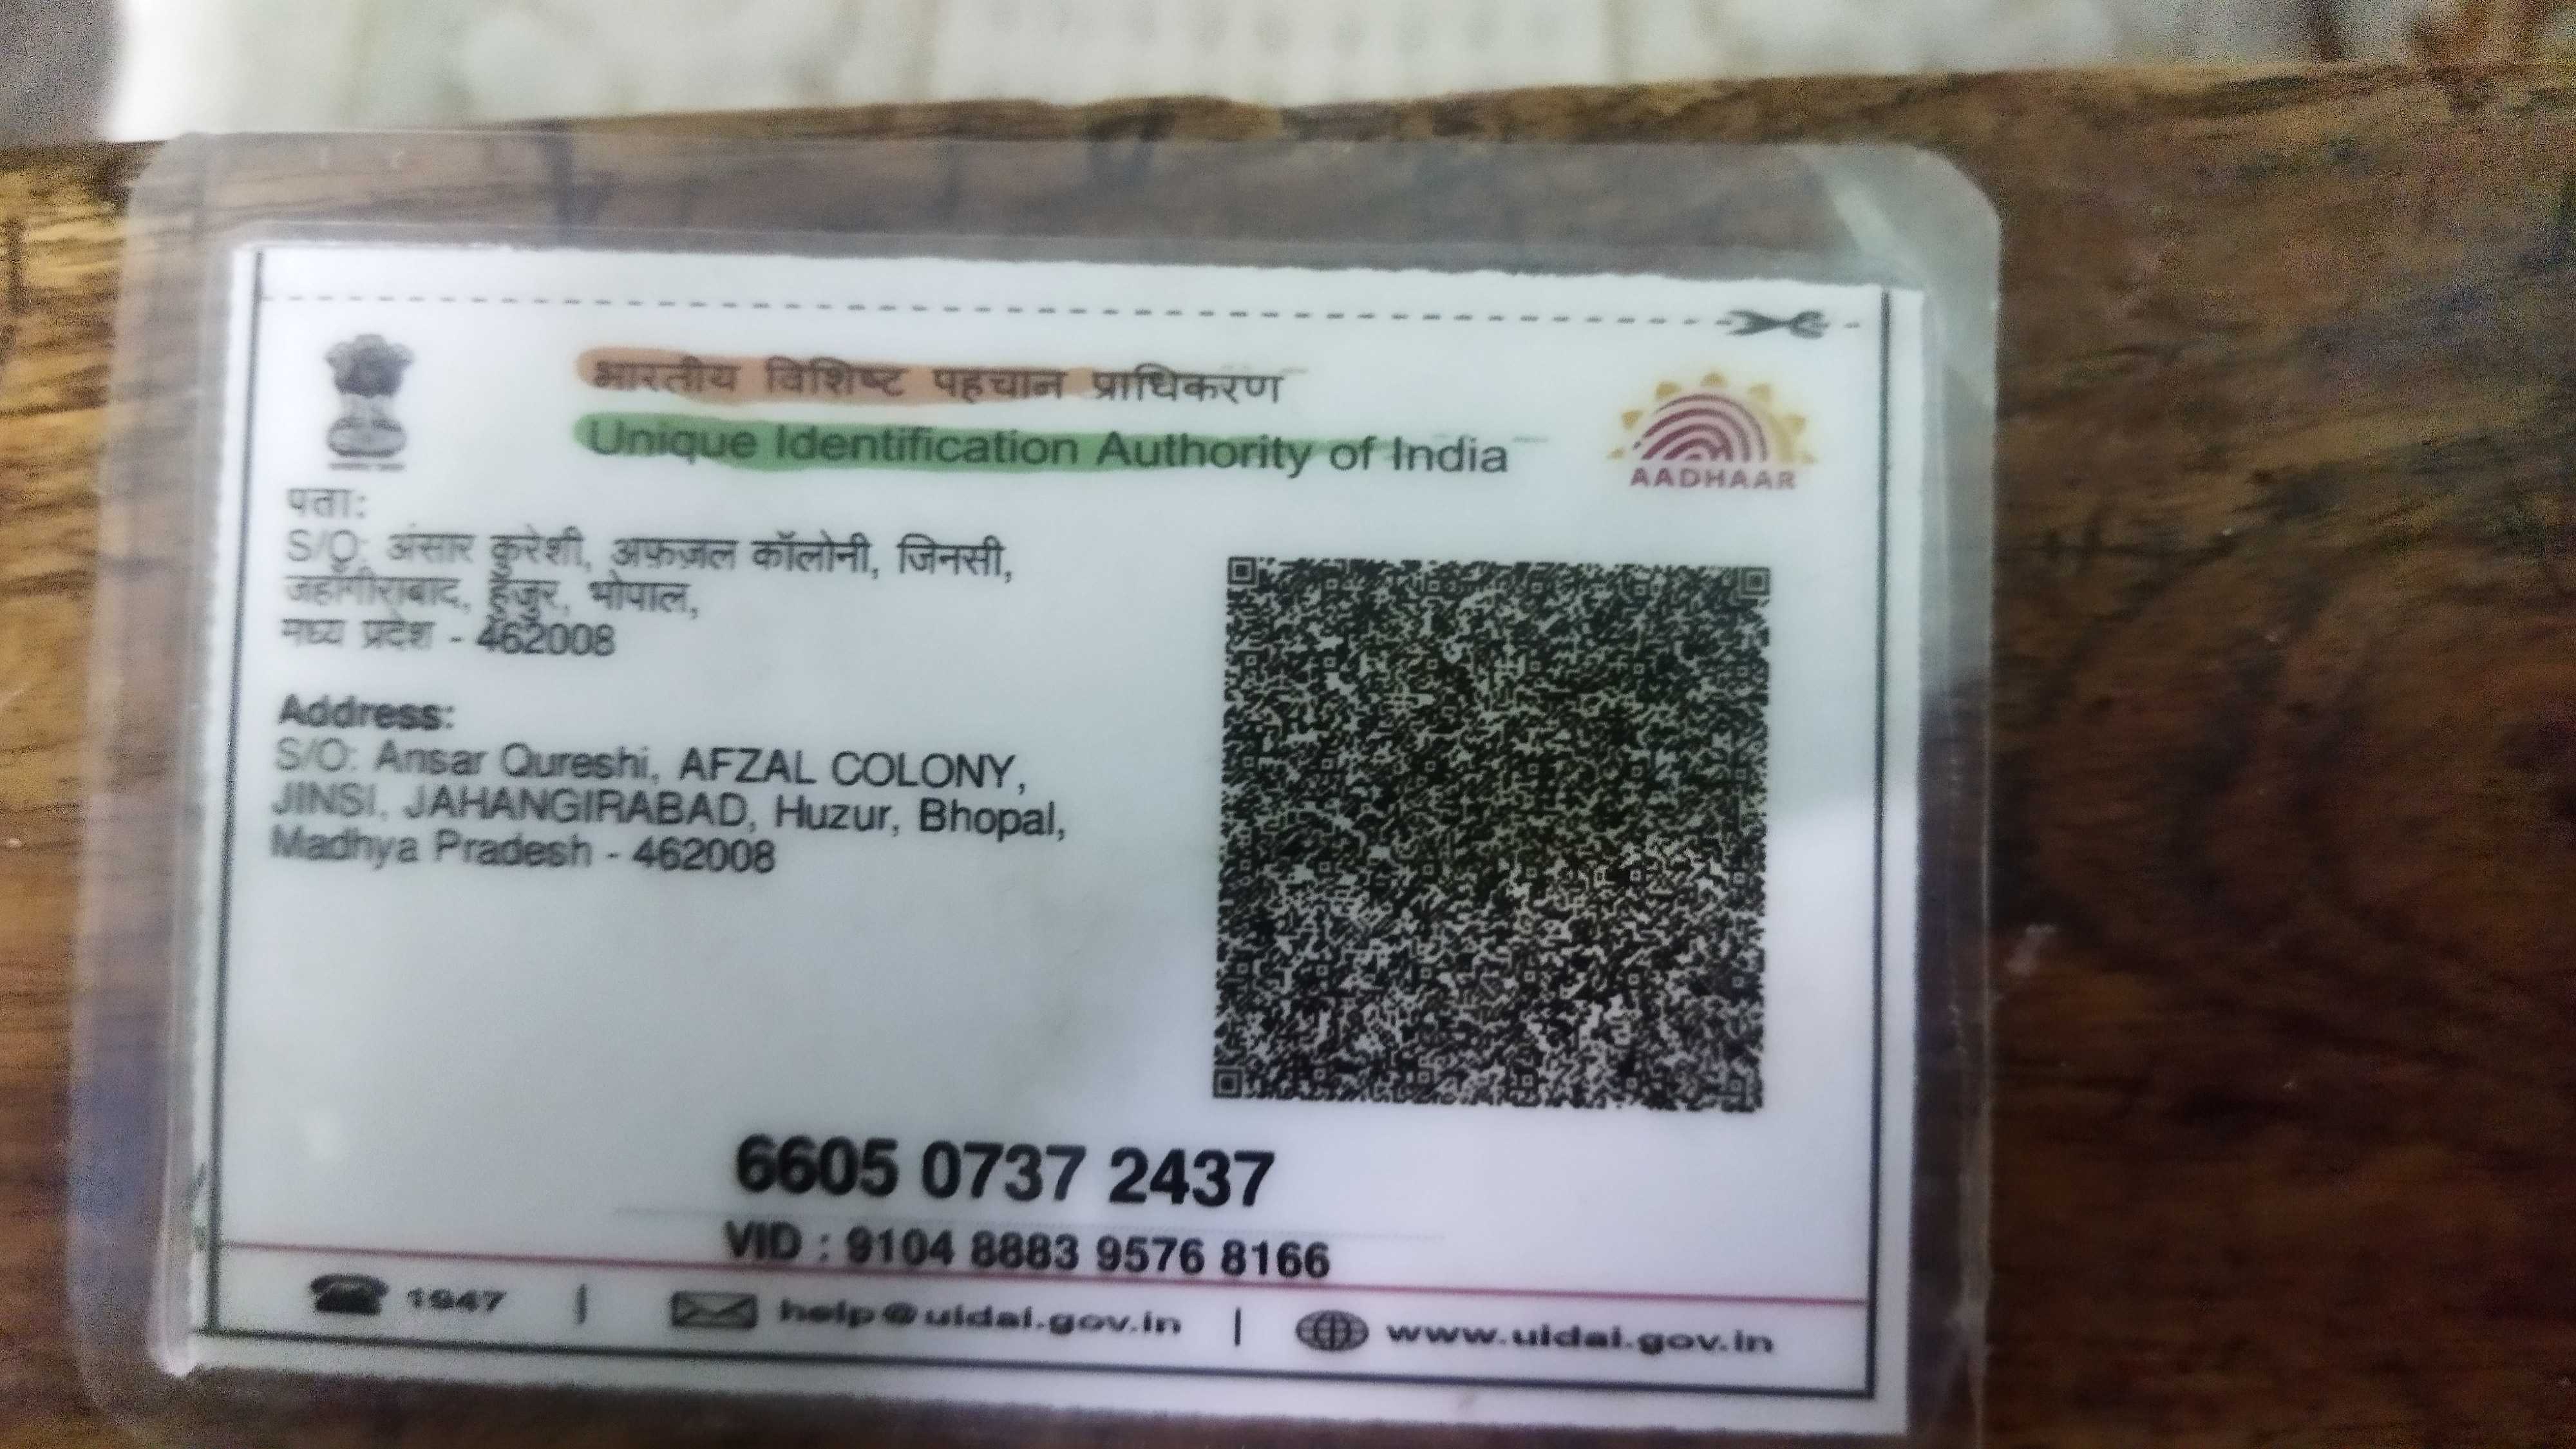 भारतीय विशिष्ट पहचान प्राधिकरण
Unique Identification Authority of India
AADHAAR
पता:
S/O: अंसार कुरेशी, अफ़ज़ल कॉलोनी, जिनसी,
जहाँगीराबाद, हुजुर, भोपाल,
मध्य प्रदेश - 462008
Address:
S/O: Ansar Qureshi, AFZAL COLONY,
JINSI, JAHANGIRABAD, Huzur, Bhopal,
Madhya Pradesh - 462008
6605 0737 2437
VID : 9104 8883 9576 8166
1947 | help@uidai.gov.in | www.uidai.gov.in